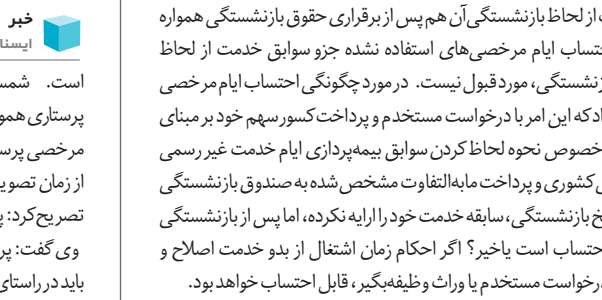 از لحاظ بازنشستگی آن هم پس از برقراری حقوق بازنشستگی همواره
احتساب ایام مرخصی‌های استفاده نشده جزو سوابق خدمت از لحاظ
بازنشستگی، مورد قبول نیست. در مورد چگونگی احتساب ایام مرخصی
که این امر با درخواست مستخدم و پرداخت کسور سهم خود بر مبنای
خصوص نحوه لحاظ کردن سوابق بیمه‌پردازی ایام خدمت غیر رسمی
کشوری و پرداخت مابه‌التفاوت مشخص شده به صندوق بازنشستگی
بازنشستگی، سابقه خدمت خود را ارایه نکرده، اما پس از بازنشستگی
احتساب است یاخیر؟ اگر احکام زمان اشتغال از بدو خدمت اصلاح و
درخواست مستخدم یا وراث وظیفه‌بگیر، قابل احتساب خواهد بود.
خبر
ایسنا
است. شمس
پرستاری همو
مرخصی پرس
از زمان تصوی
تصریح کرد: پ
وی گفت: پر
باید در راستای